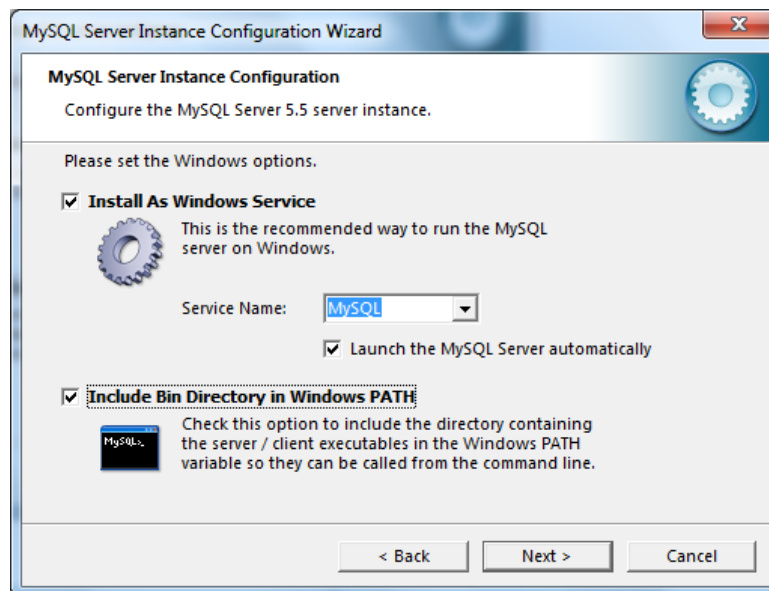 MySQL Server Instance Configuration Wizard
MySQL Server Instance Configuration
Configure the MySQL Server 5.5 server instance.
Please set the Windows options.
Install As Windows Service
This is the recommended way to run the MySQL
server on Windows.
Service Name: MySQL
Launch the MySQL Server automatically
Include Bin Directory in Windows PATH
Check this option to include the directory containing
the server / client executables in the Windows PATH
variable so they can be called from the command line.
MySQL>_
< Back Next > Cancel